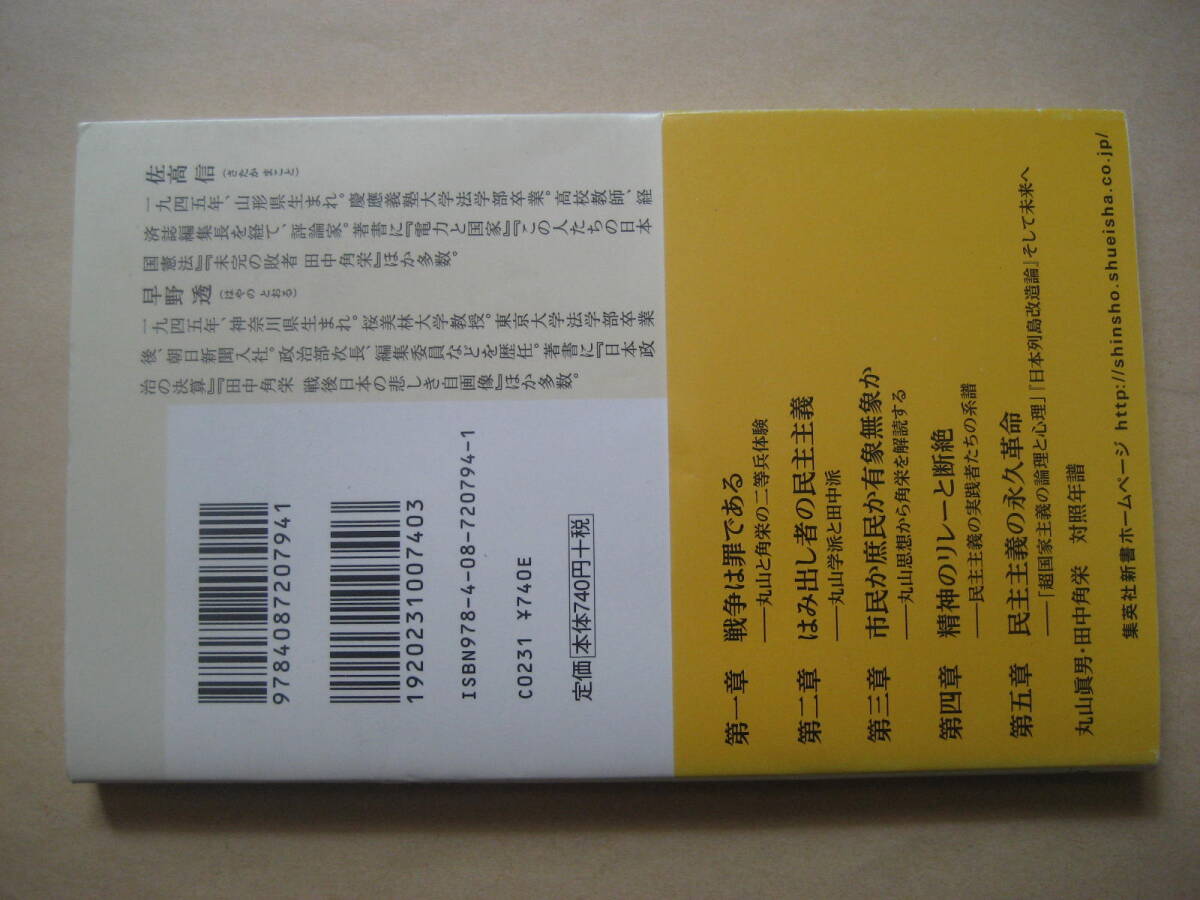 佐高 信(さたか まこと)
一九四五年、山形県生まれ。慶應義塾大学法学部卒業。高校教師、経
済誌編集長を経て、評論家。著書に『電力と国家』『この人たちの日本
国憲法』『未完の敗者 田中角栄』ほか多数。
早野 透(はやの とおる)
一九四五年、神奈川県生まれ。桜美林大学教授。東京大学法学部卒業
後、朝日新聞入社。政治部次長、編集委員などを歴任。著書に『日本政
治の決算』『田中角栄 戦後日本の悲しき自画像』ほか多数。
9784087207941
1920231007403
ISBN978-4-08-720794-1
C0231 ¥740E
定価 本体740円+税
第一章 戦争は罪である
――丸山と角栄の二等兵体験
第二章 はみ出し者の民主主義
――丸山学派と田中派
第三章 市民か庶民か有象無象か
――丸山思想から角栄を解読する
第四章 精神のリレーと断絶
――民主主義の実践者たちの系譜
第五章 民主主義の永久革命
――「超国家主義の論理と心理」「日本列島改造論』そして未来へ
丸山眞男・田中角栄 対照年譜
集英社新書ホームページ http://shinsho.shueisha.co.jp/